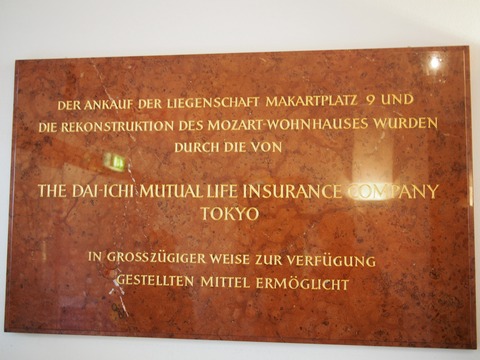 DER ANKAUF DER LIEGENSCHAFT MAKARTPLATZ 9 UND
DIE REKONSTRUKTION DES MOZART-WOHNHAUSES WURDEN
DURCH DIE VON
THE DAI-ICHI MUTUAL LIFE INSURANCE COMPANY
TOKYO
IN GROSSZÜGIGER WEISE ZUR VERFÜGUNG
GESTELLTEN MITTEL ERMÖGLICHT